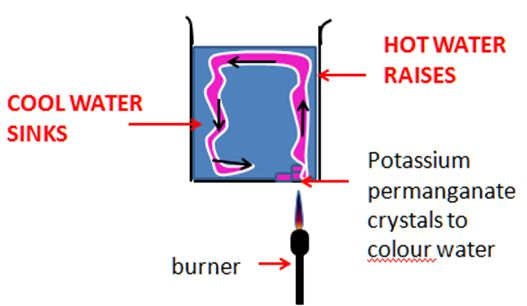 HOT WATER
RAISES
COOL WATER
SINKS
Potassium
permanganate
crystals to
colour water
burner